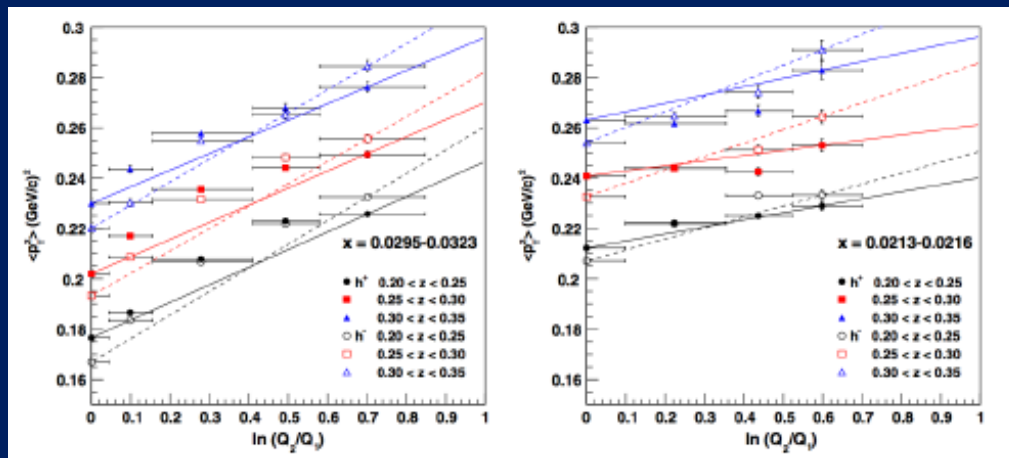 <p²T> (GeV/c)²
0.3
0.28
0.26
0.24
0.22
0.2
0.18
0.16
x = 0.0295-0.0323
h⁺ 0.20 < z < 0.25
0.25 < z < 0.30
0.30 < z < 0.35
h⁻ 0.20 < z < 0.25
0.25 < z < 0.30
0.30 < z < 0.35
0 0.1 0.2 0.3 0.4 0.5 0.6 0.7 0.8 0.9 1
ln (Q₂/Q₁)
<p²T> (GeV/c)²
0.3
0.28
0.26
0.24
0.22
0.2
0.18
0.16
x = 0.0213-0.0216
h⁺ 0.20 < z < 0.25
0.25 < z < 0.30
0.30 < z < 0.35
h⁻ 0.20 < z < 0.25
0.25 < z < 0.30
0.30 < z < 0.35
0 0.1 0.2 0.3 0.4 0.5 0.6 0.7 0.8 0.9 1
ln (Q₂/Q₁)